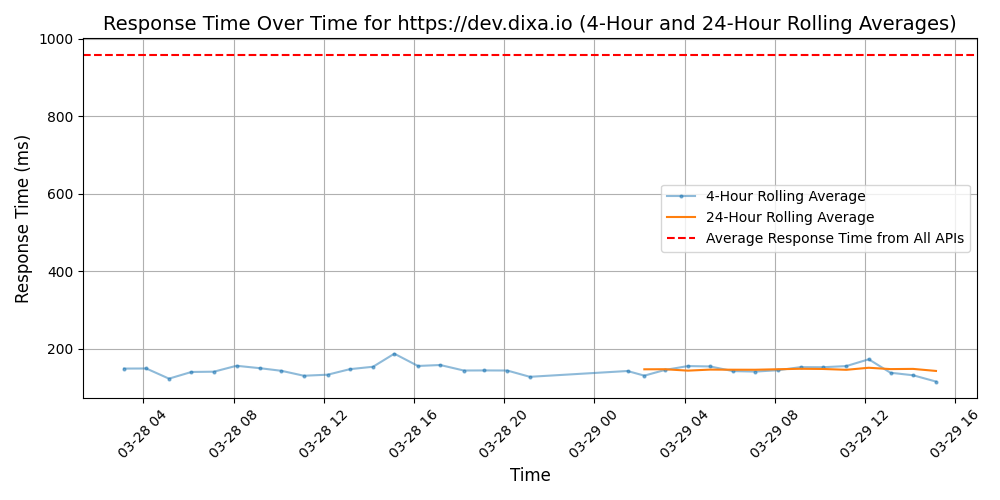 Response Time Over Time for https://dev.dixa.io (4-Hour and 24-Hour Rolling Averages)
Response Time (ms)
1000
800
600
400
200
4-Hour Rolling Average
24-Hour Rolling Average
Average Response Time from All APIs
03-28 04
03-28 08
03-28 12
03-28 16
03-28 20
03-29 00
03-29 04
03-29 08
03-29 12
03-29 16
Time